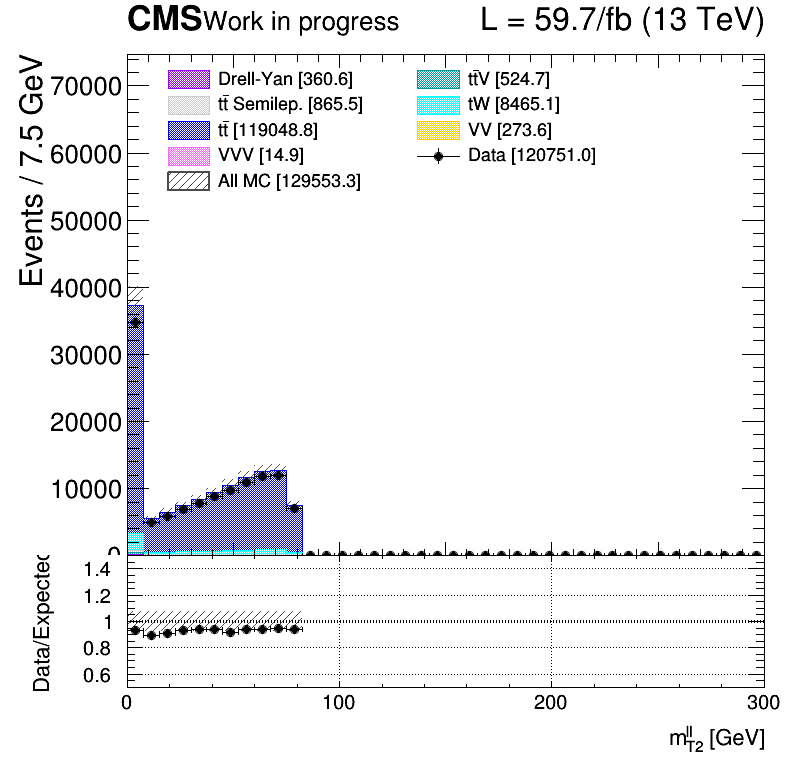 CMS Work in progress L = 59.7/fb (13 TeV)
Events / 7.5 GeV
70000
60000
50000
40000
30000
20000
10000
0
Drell-Yan [360.6]
tt̄ Semilep. [865.5]
tt̄ [119048.8]
VVV [14.9]
All MC [129553.3]
tt̄V [524.7]
tW [8465.1]
VV [273.6]
Data [120751.0]
Data/Expected
1.4
1.2
1
0.8
0.6
0 100 200 300
m_{T2}^{ll} [GeV]